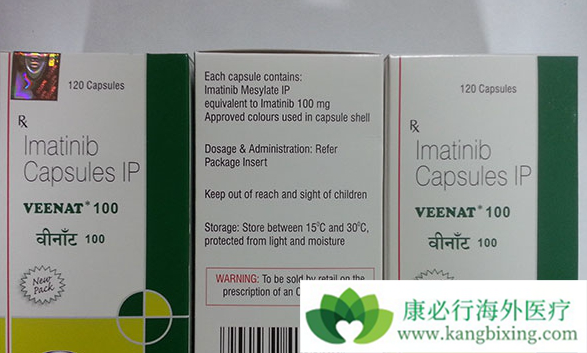 120 Capsules
Rx
Imatinib
Capsules IP
VEENAT* 100
वीनॉंट 100
New
Pack
Each capsule contains:
Imatinib Mesylate IP
equivalent to Imatinib 100 mg
Approved colours used in capsule shell
Dosage & Administration: Refer
Package Insert
Keep out of reach and sight of children
Storage: Store between 15°C and 30°C,
protected from light and moisture
WARNING: To be sold by retail on the
prescription of an
120 Capsules
Rx
Imatinib
Capsules IP
VEENAT* 100
वीनॉंट 100
New
康必行海外医疗
www.kangbixing.com